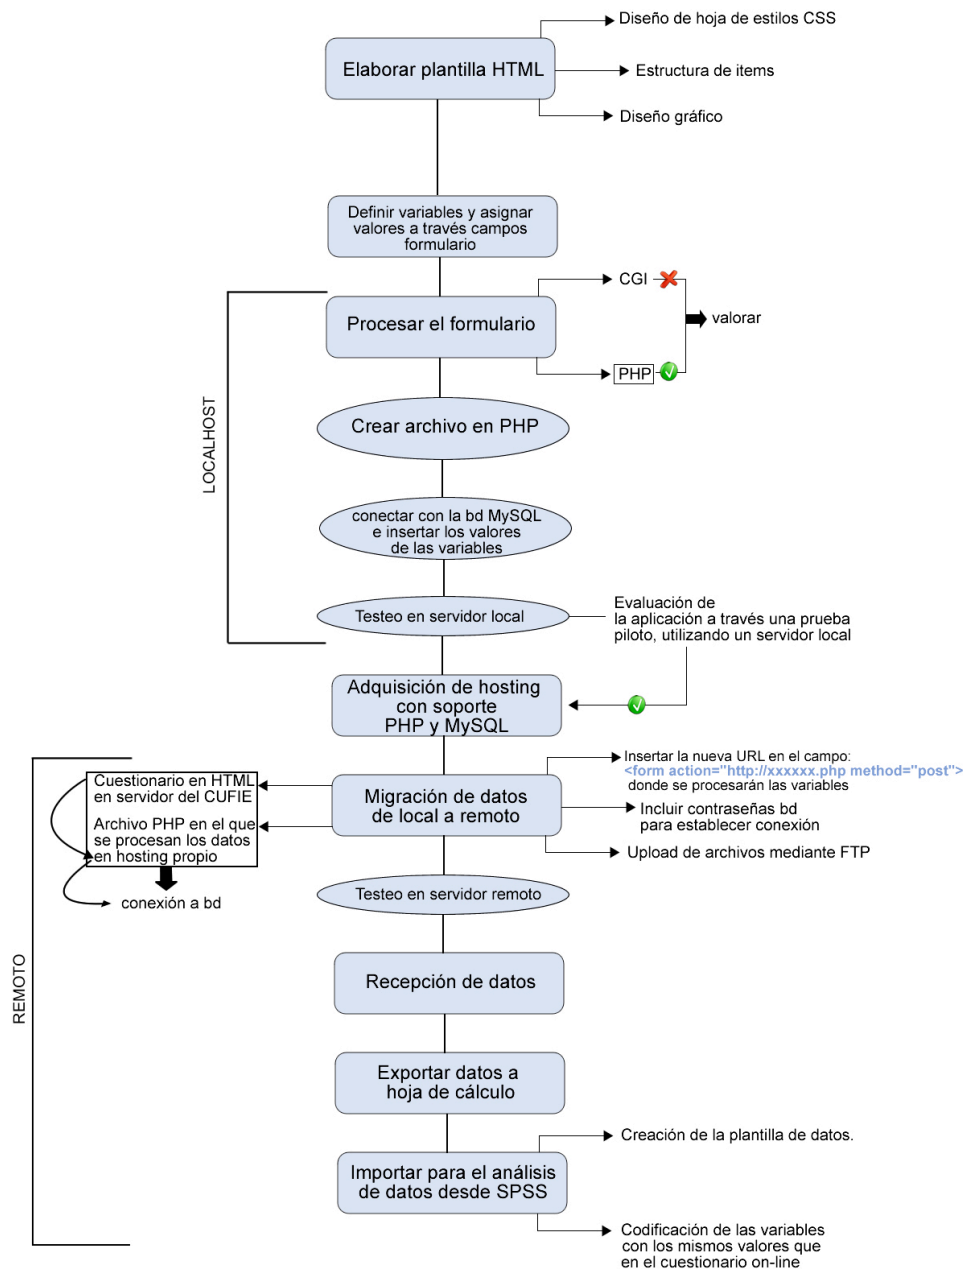 Diseño de hoja de estilos CSS
Elaborar plantilla HTML
Estructura de items
Diseño gráfico
Definir variables y asignar
valores a través campos
formulario
LOCALHOST
Procesar el formulario
CGI
valorar
PHP
Crear archivo en PHP
conectar con la bd MySQL
e insertar los valores
de las variables
Testeo en servidor local
Evaluación de
la aplicación a través una prueba
piloto, utilizando un servidor local
Adquisición de hosting
con soporte
PHP y MySQL
REMOTO
Cuestionario en HTML
en servidor del CUFIE
Archivo PHP en el que
se procesan los datos
en hosting propio
conexión a bd
Migración de datos
de local a remoto
Insertar la nueva URL en el campo:
<form action="http://xxxxxx.php method="post">
donde se procesarán las variables
Incluir contraseñas bd
para establecer conexión
Upload de archivos mediante FTP
Testeo en servidor remoto
Recepción de datos
Exportar datos a
hoja de cálculo
Importar para el análisis
de datos desde SPSS
Creación de la plantilla de datos.
Codificación de las variables
con los mismos valores que
en el cuestionario on-line